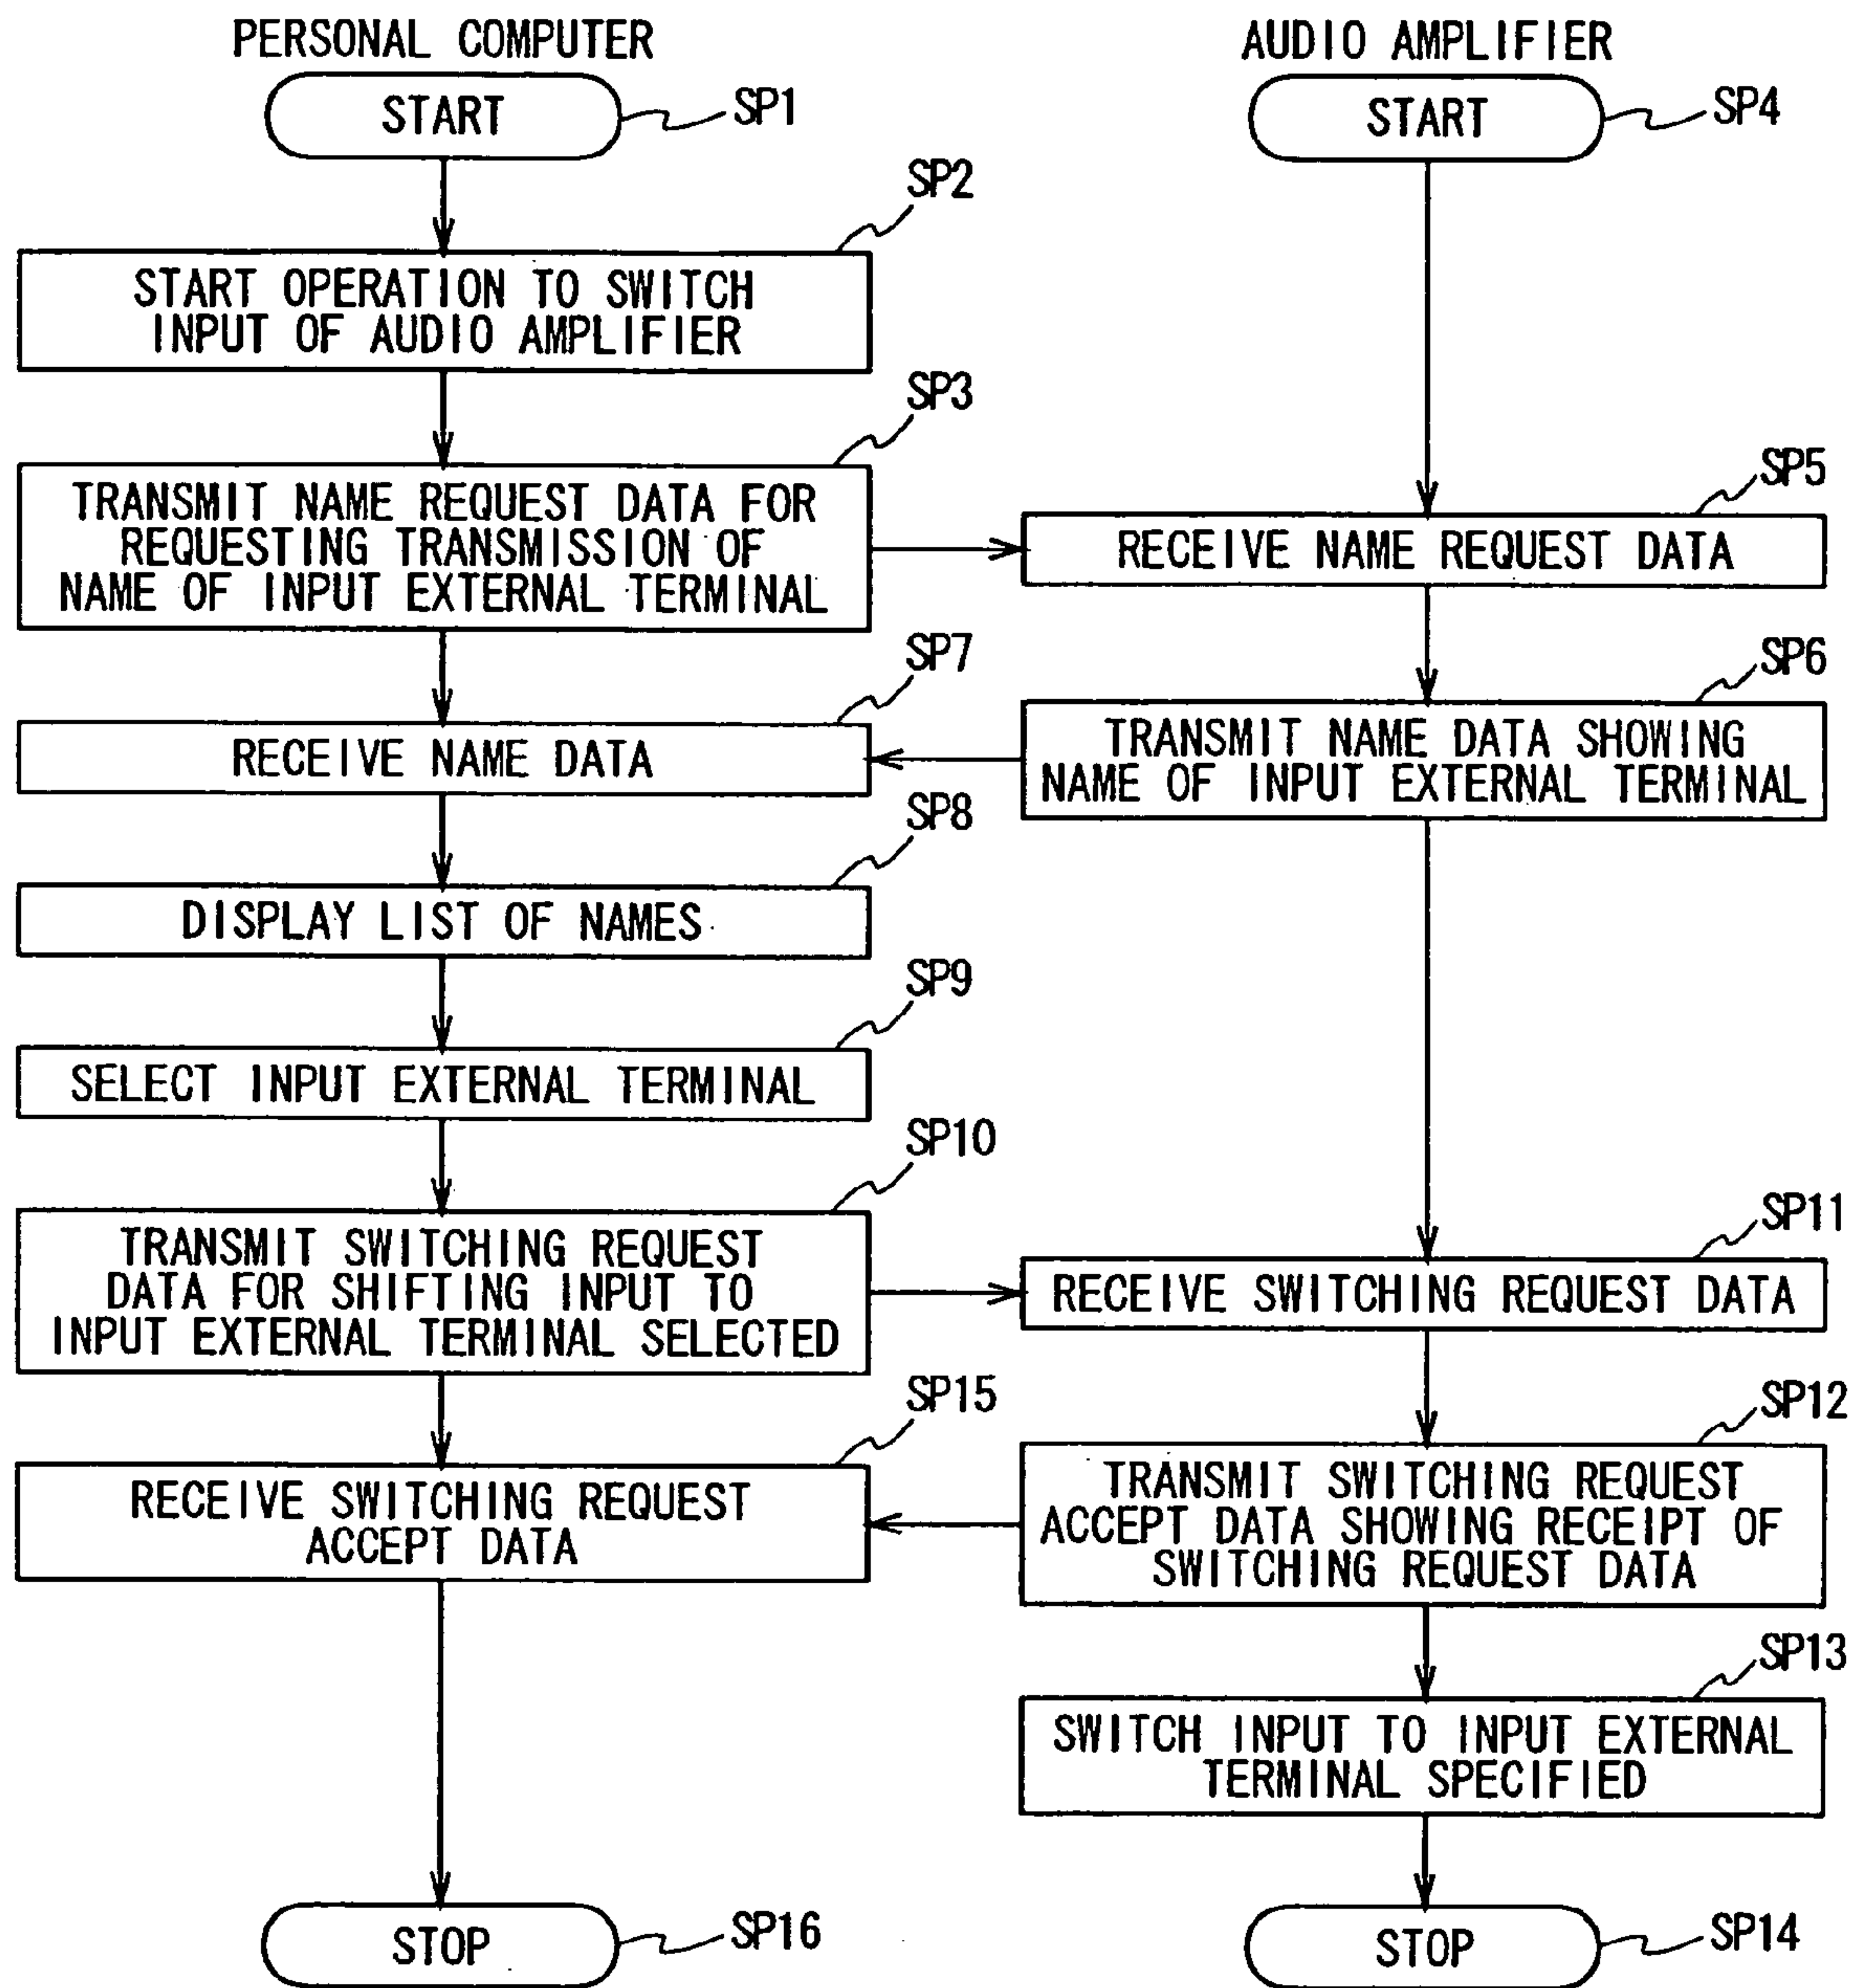 PERSONAL COMPUTER
START
SP1
SP2
START OPERATION TO SWITCH
INPUT OF AUDIO AMPLIFIER
SP3
TRANSMIT NAME REQUEST DATA FOR
REQUESTING TRANSMISSION OF
NAME OF INPUT EXTERNAL TERMINAL
SP7
RECEIVE NAME DATA
SP8
DISPLAY LIST OF NAMES
SP9
SELECT INPUT EXTERNAL TERMINAL
SP10
TRANSMIT SWITCHING REQUEST
DATA FOR SHIFTING INPUT TO
INPUT EXTERNAL TERMINAL SELECTED
SP15
RECEIVE SWITCHING REQUEST
ACCEPT DATA
STOP
SP16
AUDIO AMPLIFIER
START
SP4
SP5
RECEIVE NAME REQUEST DATA
SP6
TRANSMIT NAME DATA SHOWING
NAME OF INPUT EXTERNAL TERMINAL
SP11
RECEIVE SWITCHING REQUEST DATA
SP12
TRANSMIT SWITCHING REQUEST
ACCEPT DATA SHOWING RECEIPT OF
SWITCHING REQUEST DATA
SP13
SWITCH INPUT TO INPUT EXTERNAL
TERMINAL SPECIFIED
STOP
SP14